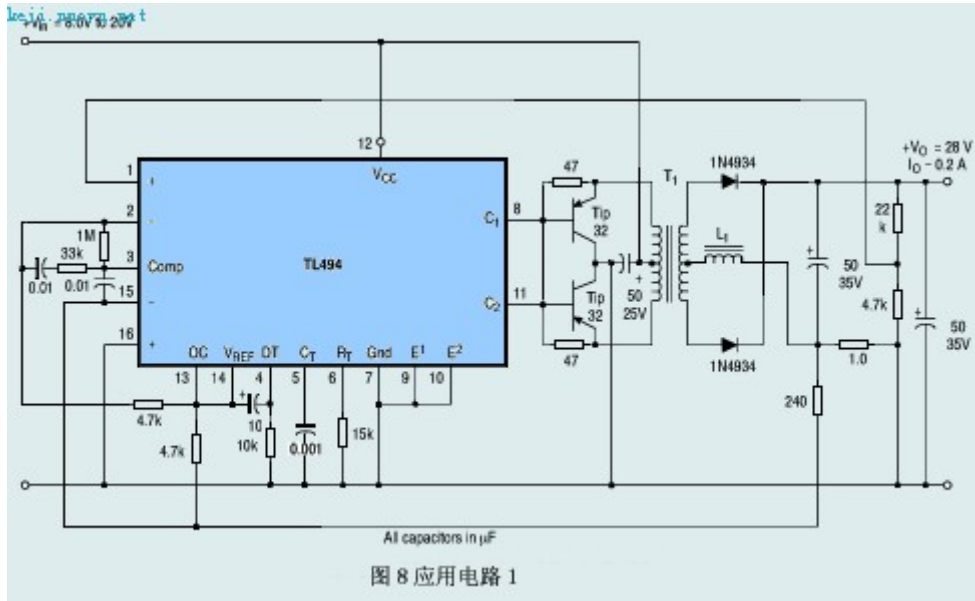 keji.pparn.net
+Vin = 8.0V to 20V
12
VCC
1
+
2
-
1M
33k
3
Comp
0.01
0.01
15
-
16
+
TL494
C1
8
C2
11
OC
VREF
DT
CT
RT
Gnd
E1
E2
13
14
4
5
6
7
9
10
4.7k
4.7k
+
10
10k
0.001
15k
47
Tip
32
Tip
32
47
+
50
25V
T1
1N4934
L1
1N4934
+
50
35V
+VO = 28 V
IO - 0.2 A
22
k
4.7k
1.0
240
+
50
35V
All capacitors in µF
图 8 应用电路 1